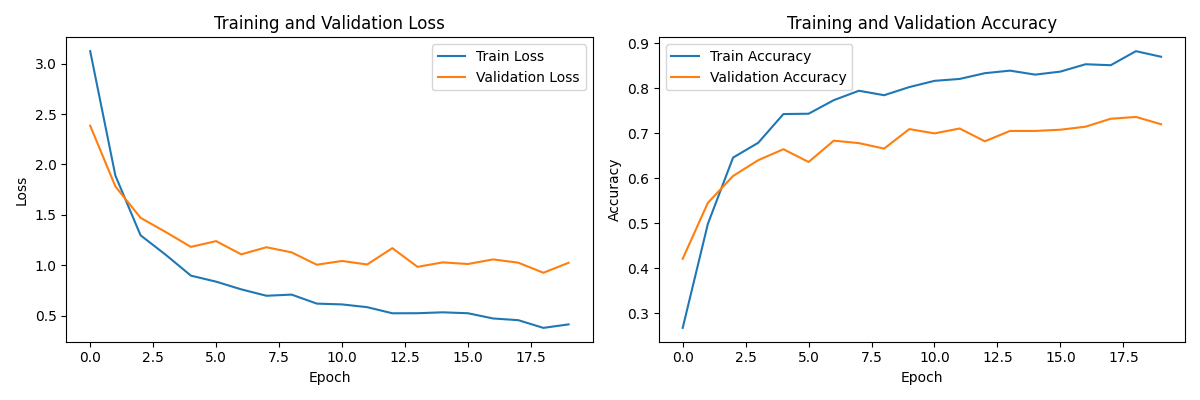 Training and Validation Loss
Train Loss
Validation Loss
3.0
2.5
2.0
1.5
1.0
0.5
Loss
0.0 2.5 5.0 7.5 10.0 12.5 15.0 17.5
Epoch
Training and Validation Accuracy
Train Accuracy
Validation Accuracy
0.9
0.8
0.7
0.6
0.5
0.4
0.3
Accuracy
0.0 2.5 5.0 7.5 10.0 12.5 15.0 17.5
Epoch